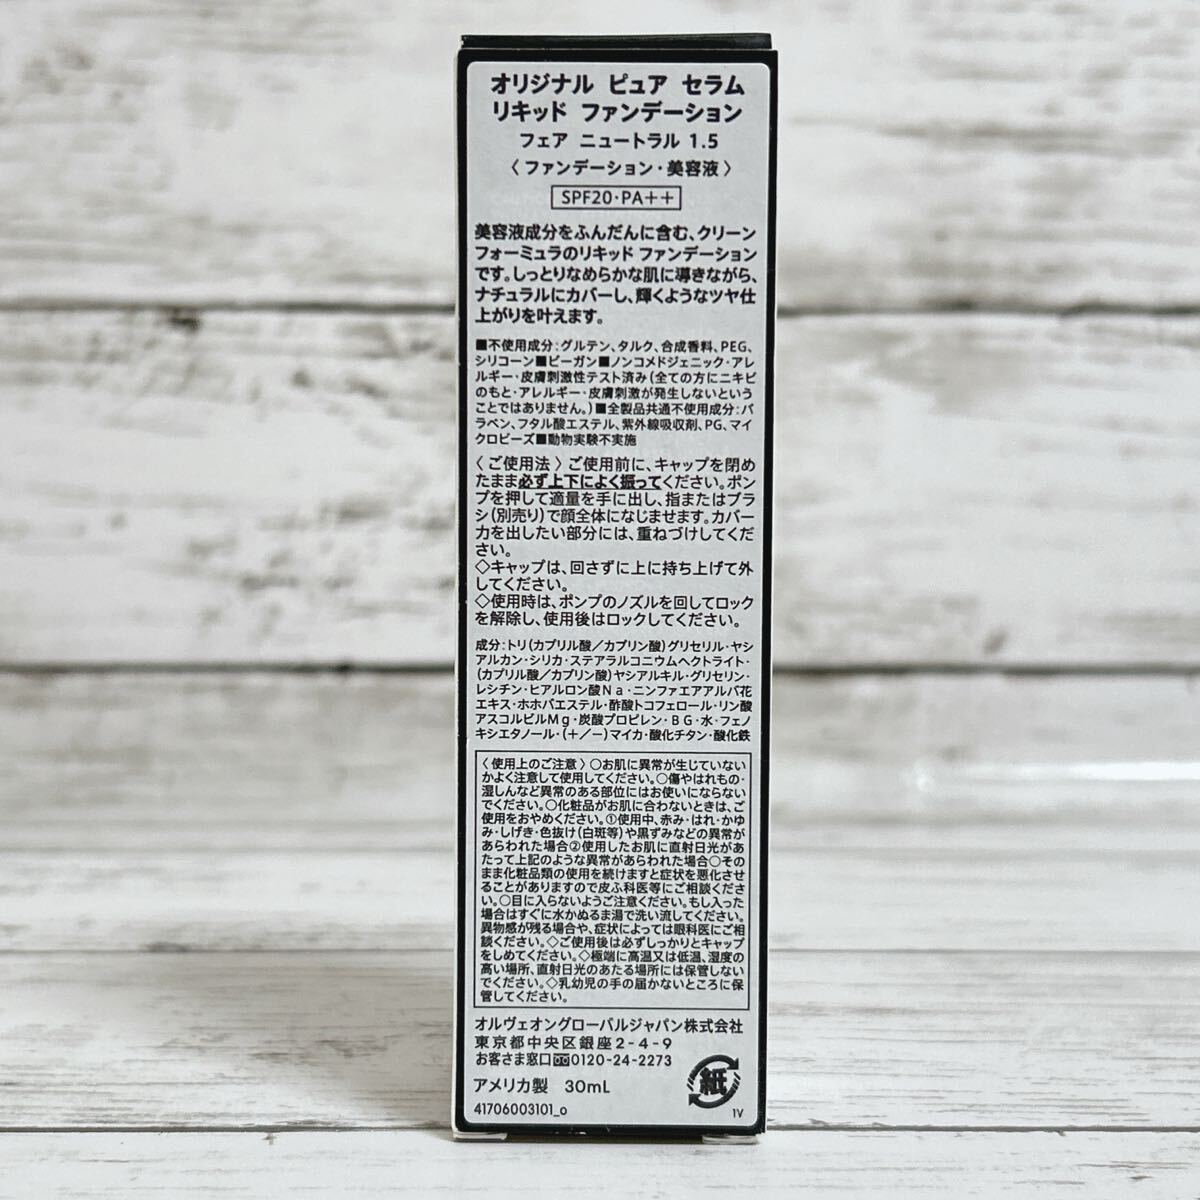 オリジナル ピュア セラム
リキッド ファンデーション
フェア ニュートラル 1.5
〈 ファンデーション・美容液 〉
SPF20・PA++
美容液成分をふんだんに含む、クリーン
フォーミュラのリキッド ファンデーション
です。しっとりなめらかな肌に導きながら、
ナチュラルにカバーし、輝くようなツヤ仕
上がりを叶えます。
■不使用成分：グルテン、タルク、合成香料、PEG、
シリコーン■ビーガン■ノンコメドジェニック・アレ
ルギー・皮膚刺激性テスト済み（全ての方にニキビ
のもと・アレルギー・皮膚刺激が発生しないという
ことではありません。）■全製品共通不使用成分：パ
ラベン、フタル酸エステル、紫外線吸収剤、PG、マイ
クロビーズ■動物実験不実施
〈 ご使用法 〉ご使用前に、キャップを閉め
たまま必ず上下によく振ってください。ポン
プを押して適量を手に出し、指またはブラ
シ（別売り）で顔全体になじませます。カバー
力を出したい部分には、重ねづけしてくだ
さい。
◇キャップは、回さずに上に持ち上げて外
してください。
◇使用時は、ポンプのノズルを回してロック
を解除し、使用後はロックしてください。
成分：トリ（カプリル酸／カプリン酸）グリセリル・ヤシ
アルカン・シリカ・ステアラルコニウムヘクトライト・
（カプリル酸／カプリン酸）ヤシアルキル・グリセリン・
レシチン・ヒアルロン酸Ｎａ・ニンファエアアルバ花
エキス・ホホバエステル・酢酸トコフェロール・リン酸
アスコルビルＭｇ・炭酸プロピレン・ＢＧ・水・フェノ
キシエタノール・（＋／－）マイカ・酸化チタン・酸化鉄
〈 使用上のご注意 〉○お肌に異常が生じていない
かよく注意して使用してください。○傷やはれもの・
湿しんなど異常のある部位にはお使いにならない
でください。○化粧品がお肌に合わないときは、ご
使用をおやめください。①使用中、赤み・はれ・かゆ
み・しげき・色抜け（白斑等）や黒ずみなどの異常が
あらわれた場合②使用したお肌に直射日光があ
たって上記のような異常があらわれた場合○その
まま化粧品類の使用を続けますと症状を悪化させ
ることがありますので皮ふ科医等にご相談くださ
い。○目に入らないようご注意ください。もし入った
場合はすぐに水かぬるま湯で洗い流してください。
異物感が残る場合や、症状によっては眼科医にご相
談ください。◇ご使用後は必ずしっかりとキャップ
をしめてください。◇極端に高温又は低温、湿度の
高い場所、直射日光のあたる場所には保管しない
でください。◇乳幼児の手の届かないところに保
管してください。
オルヴェオングローバルジャパン株式会社
東京都中央区銀座2-4-9
お客さま窓口 0120-24-2273
アメリカ製 30mL
紙
41706003101_o
1V